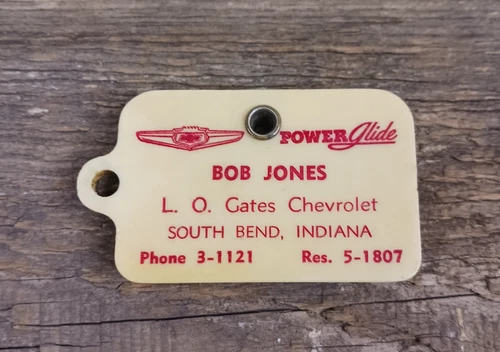 POWERGlide
BOB JONES
L. O. Gates Chevrolet
SOUTH BEND, INDIANA
Phone 3-1121 Res. 5-1807